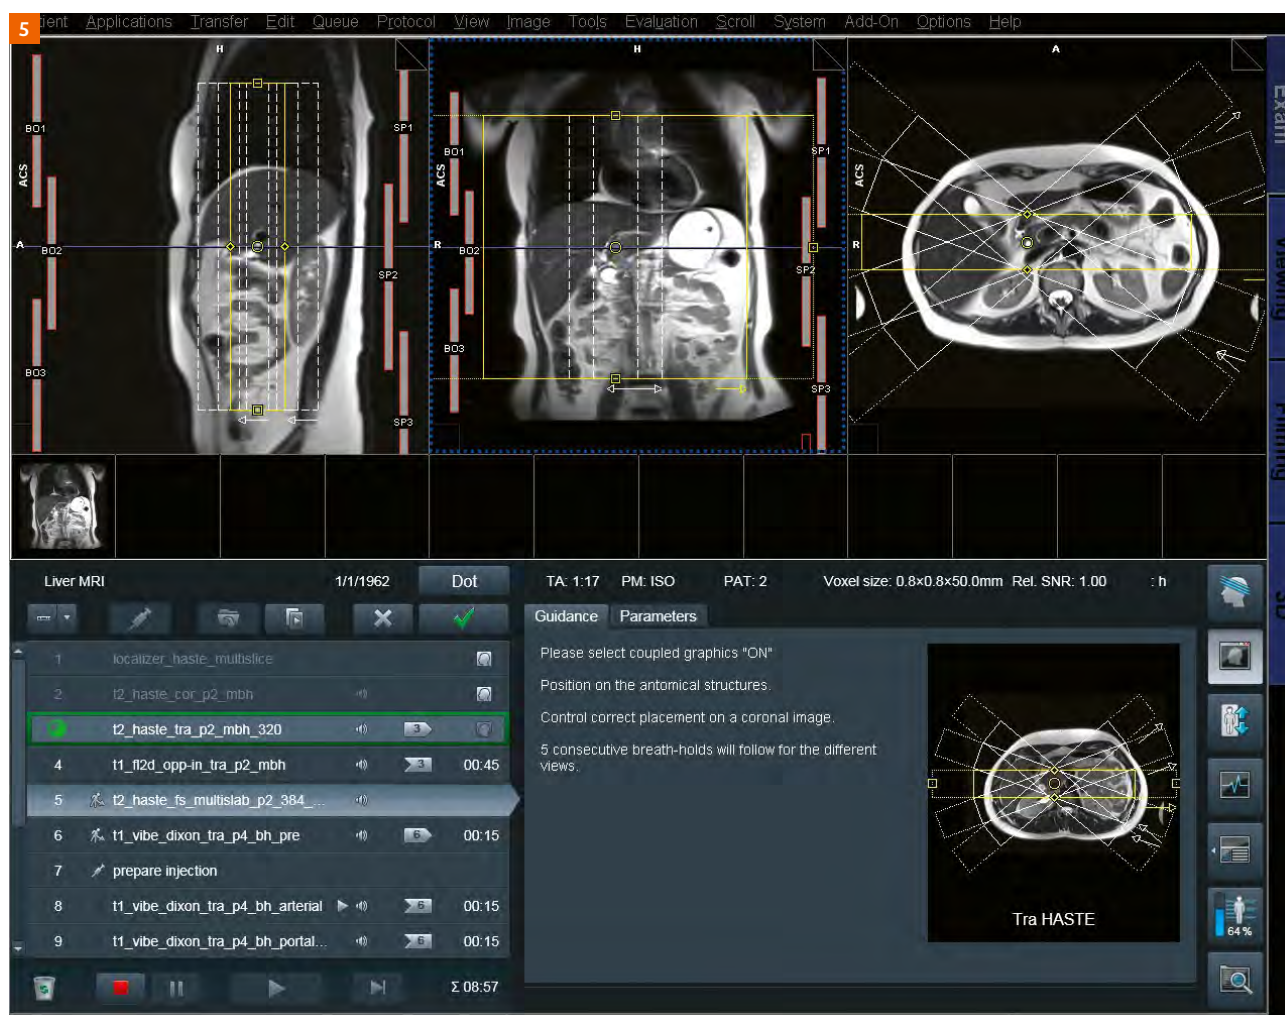 5
ient Applications Transfer Edit Queue Protocol View Image Tools Evaluation Scroll System Add-On Options Help
H
BO1
ACS
A
BO2
BO3
SP1
SP2
SP3
H
BO1
ACS
R
BO2
BO3
SP1
SP2
SP3
A
ACS
R
Exam
Viewing
Filming
3D
Liver MRI 1/1/1962 Dot
TA: 1:17 PM: ISO PAT: 2 Voxel size: 0.8×0.8×50.0mm Rel. SNR: 1.00 : h
Guidance Parameters
1 localizer_haste_multislice
2 t2_haste_cor_p2_mbh
t2_haste_tra_p2_mbh_320 3
4 t1_fl2d_opp-in_tra_p2_mbh 3 00:45
5 t2_haste_fs_multislab_p2_384_...
6 t1_vibe_dixon_tra_p4_bh_pre 6 00:15
7 prepare injection
8 t1_vibe_dixon_tra_p4_bh_arterial 6 00:15
9 t1_vibe_dixon_tra_p4_bh_portal... 6 00:15
Σ 08:57
Please select coupled graphics "ON"
Position on the antomical structures.
Control correct placement on a coronal image.
5 consecutive breath-holds will follow for the different
views.
Tra HASTE
64 %